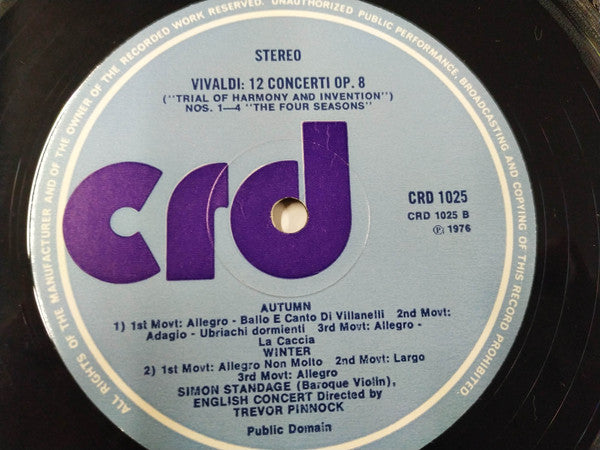 ALL RIGHTS OF THE MANUFACTURER AND OF THE OWNER OF THE RECORDED WORK RESERVED. UNAUTHORIZED PUBLIC PERFORMANCE, BROADCASTING AND COPYING OF THIS RECORD PROHIBITED.
STEREO
VIVALDI: 12 CONCERTI OP. 8
("TRIAL OF HARMONY AND INVENTION")
NOS. 1—4 "THE FOUR SEASONS"
crd
CRD 1025
CRD 1025 B
℗ 1976
AUTUMN
1) 1st Movt: Allegro - Ballo E Canto Di Villanelli 2nd Movt:
Adagio - Ubriachi dormienti 3rd Movt: Allegro -
La Caccia
WINTER
2) 1st Movt: Allegro Non Molto 2nd Movt: Largo
3rd Movt: Allegro
SIMON STANDAGE (Baroque Violin),
ENGLISH CONCERT Directed by
TREVOR PINNOCK
Public Domain